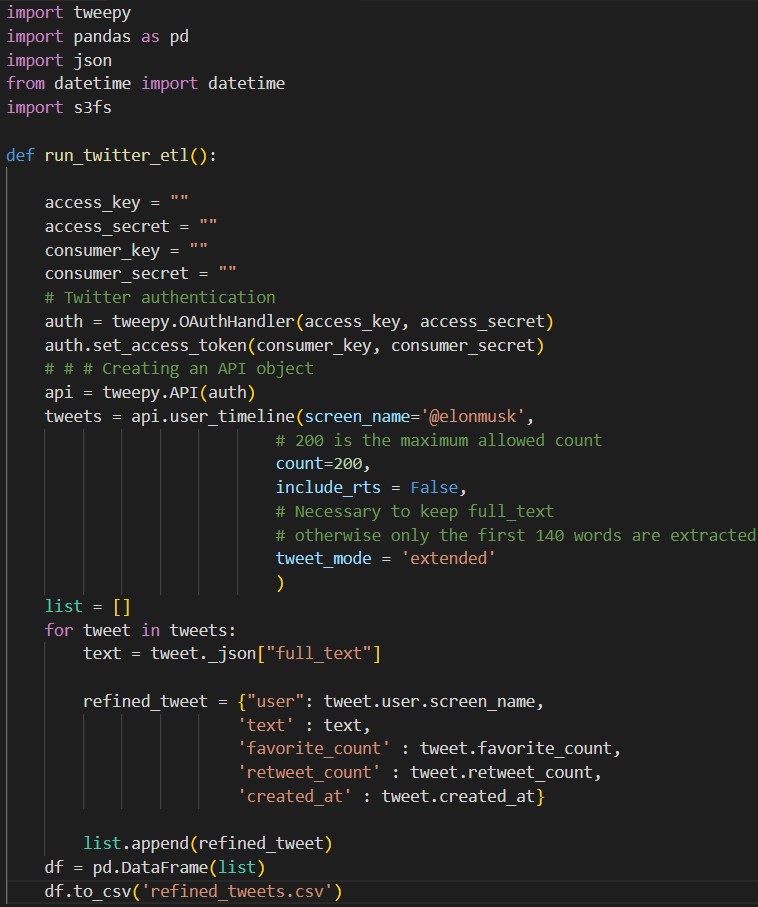 import tweepy
import pandas as pd
import json
from datetime import datetime
import s3fs

def run_twitter_etl():

    access_key = ""
    access_secret = ""
    consumer_key = ""
    consumer_secret = ""
    # Twitter authentication
    auth = tweepy.OAuthHandler(access_key, access_secret)
    auth.set_access_token(consumer_key, consumer_secret)
    # # # Creating an API object
    api = tweepy.API(auth)
    tweets = api.user_timeline(screen_name='@elonmusk',
                            # 200 is the maximum allowed count
                            count=200,
                            include_rts = False,
                            # Necessary to keep full_text
                            # otherwise only the first 140 words are extracted
                            tweet_mode = 'extended'
                            )
    list = []
    for tweet in tweets:
        text = tweet._json["full_text"]

        refined_tweet = {"user": tweet.user.screen_name,
                        'text' : text,
                        'favorite_count' : tweet.favorite_count,
                        'retweet_count' : tweet.retweet_count,
                        'created_at' : tweet.created_at}

        list.append(refined_tweet)
    df = pd.DataFrame(list)
    df.to_csv('refined_tweets.csv')